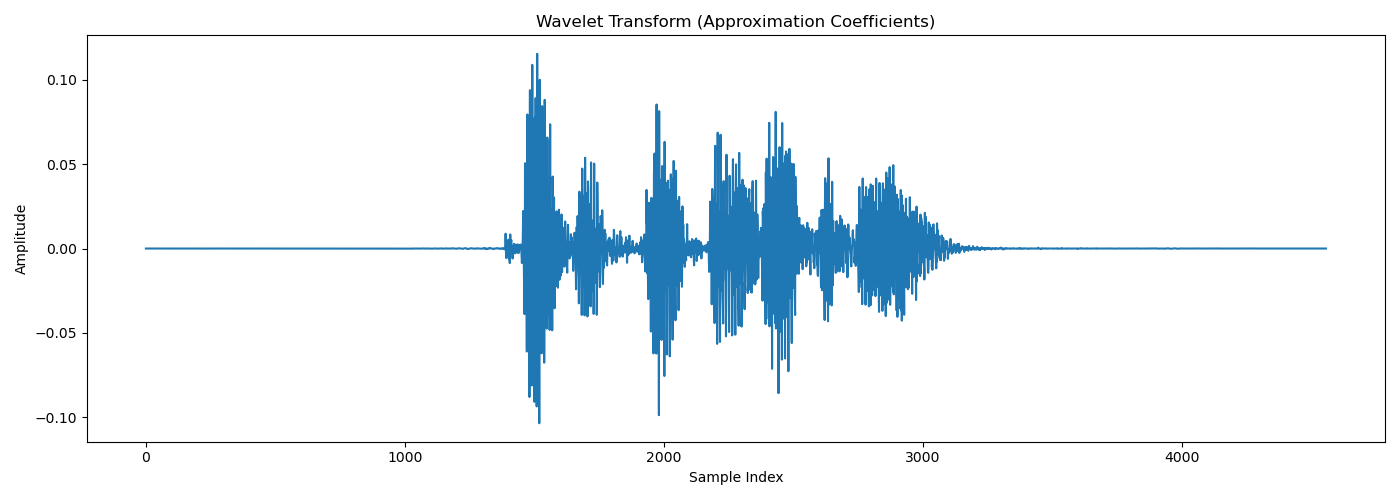 Wavelet Transform (Approximation Coefficients)
Amplitude
0.10
0.05
0.00
−0.05
−0.10
0 1000 2000 3000 4000
Sample Index